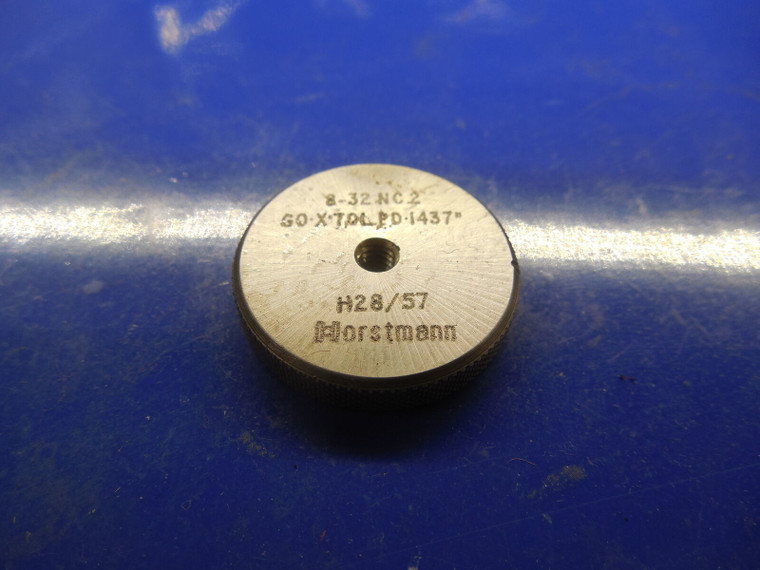 8-32 NC 2
GO·X·TOL PD·1437"
H28/57
Horstmann